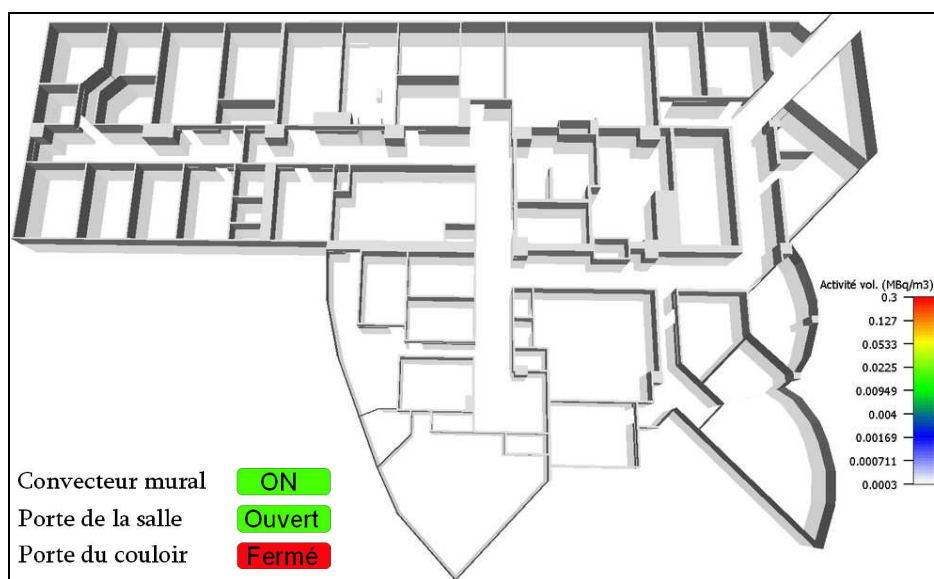 Activité vol. (MBq/m3)
0.3
0.127
0.0533
0.0225
0.00949
0.004
0.00169
0.000711
0.0003
Convecteur mural ON
Porte de la salle Ouvert
Porte du couloir Fermé